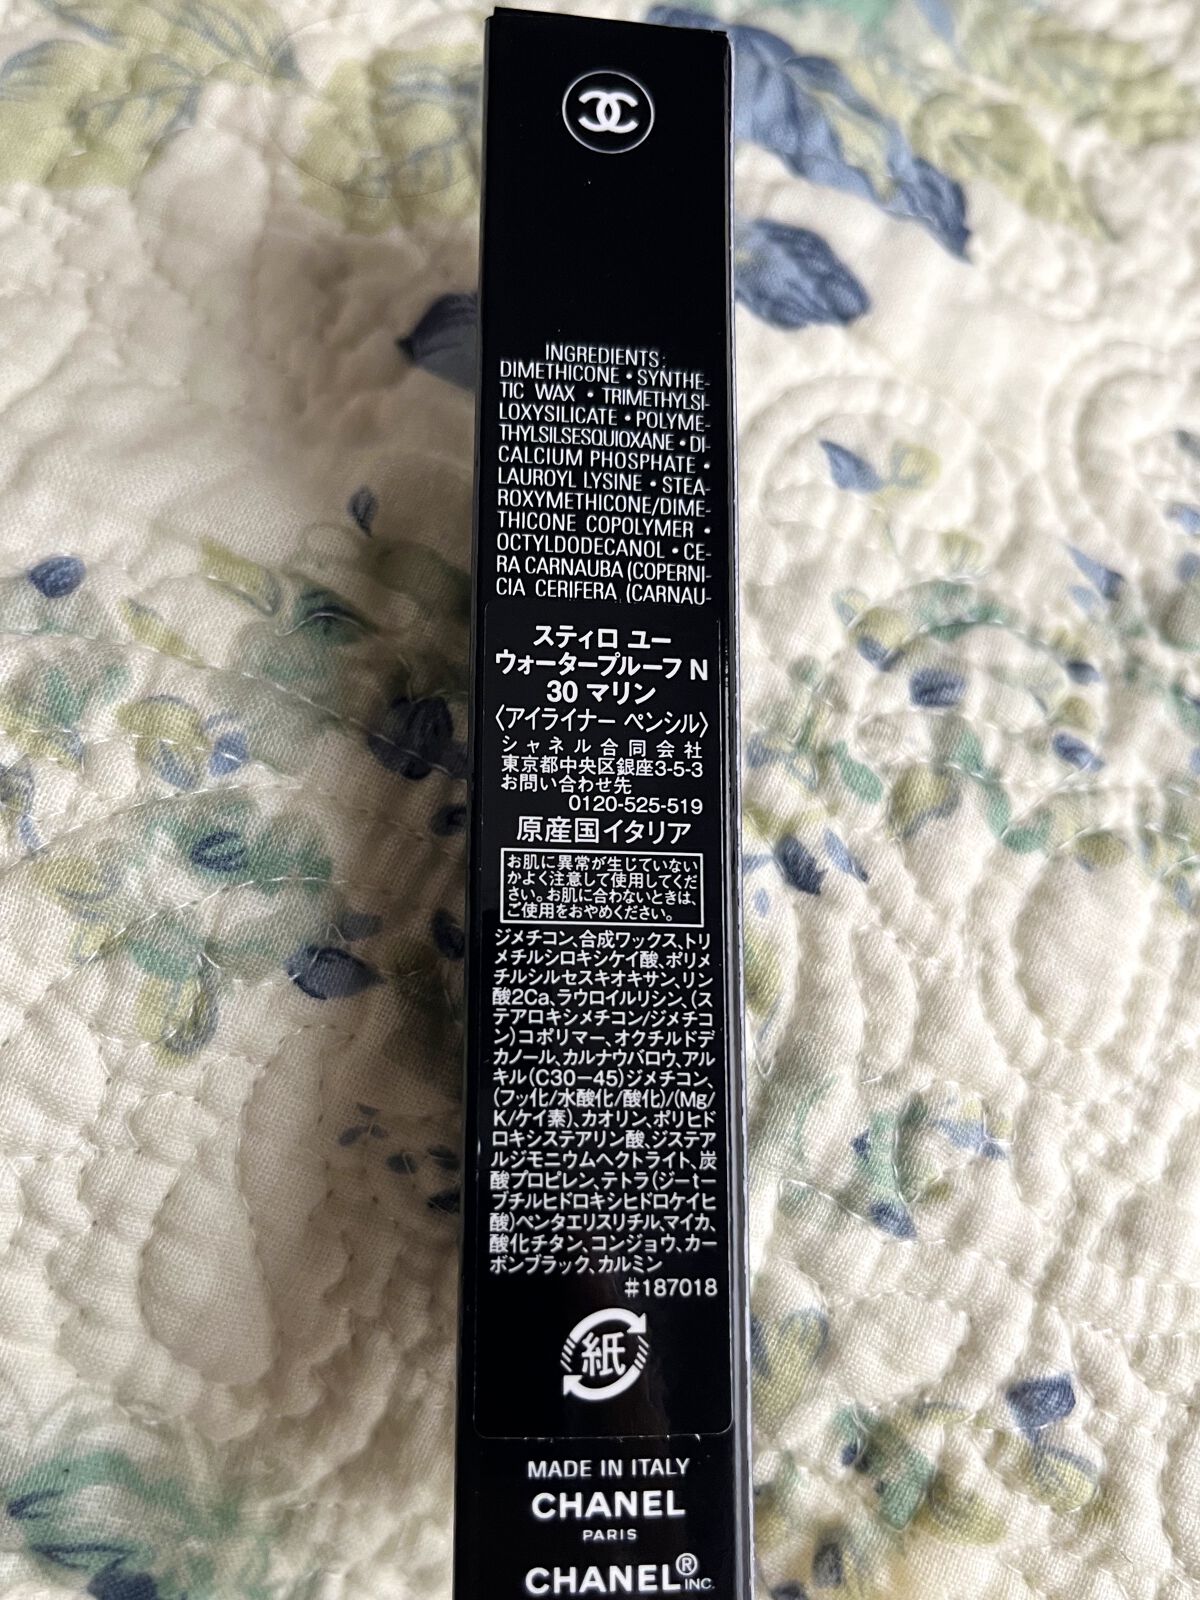 INGREDIENTS:
DIMETHICONE • SYNTHE-
TIC WAX • TRIMETHYLSI-
LOXYSILICATE • POLYME-
THYLSILSESQUIOXANE • DI-
CALCIUM PHOSPHATE •
LAUROYL LYSINE • STEA-
ROXYMETHICONE/DIME-
THICONE COPOLYMER •
OCTYLDODECANOL • CE-
RA CARNAUBA (COPERNI-
CIA CERIFERA (CARNAU-
スティロ ユー
ウォータープルーフ N
30 マリン
〈アイライナー ペンシル〉
シャネル合同会社
東京都中央区銀座3-5-3
お問い合わせ先
0120-525-519
原産国イタリア
お肌に異常が生じていない
かよく注意して使用してくだ
さい。お肌に合わないときは、
ご使用をおやめください。
ジメチコン、合成ワックス、トリ
メチルシロキシケイ酸、ポリメ
チルシルセスキオキサン、リン
酸2Ca、ラウロイルリシン、(ス
テアロキシメチコン/ジメチコ
ン)コポリマー、オクチルドデ
カノール、カルナウバロウ、アル
キル(C30－45)ジメチコン、
(フッ化/水酸化/酸化)/(Mg/
K/ケイ素)、カオリン、ポリヒド
ロキシステアリン酸、ジステア
ルジモニウムヘクトライト、炭
酸プロピレン、テトラ(ジーtー
ブチルヒドロキシヒドロケイヒ
酸)ペンタエリスリチル、マイカ、
酸化チタン、コンジョウ、カー
ボンブラック、カルミン
#187018
紙
MADE IN ITALY
CHANEL
PARIS
CHANEL® INC.